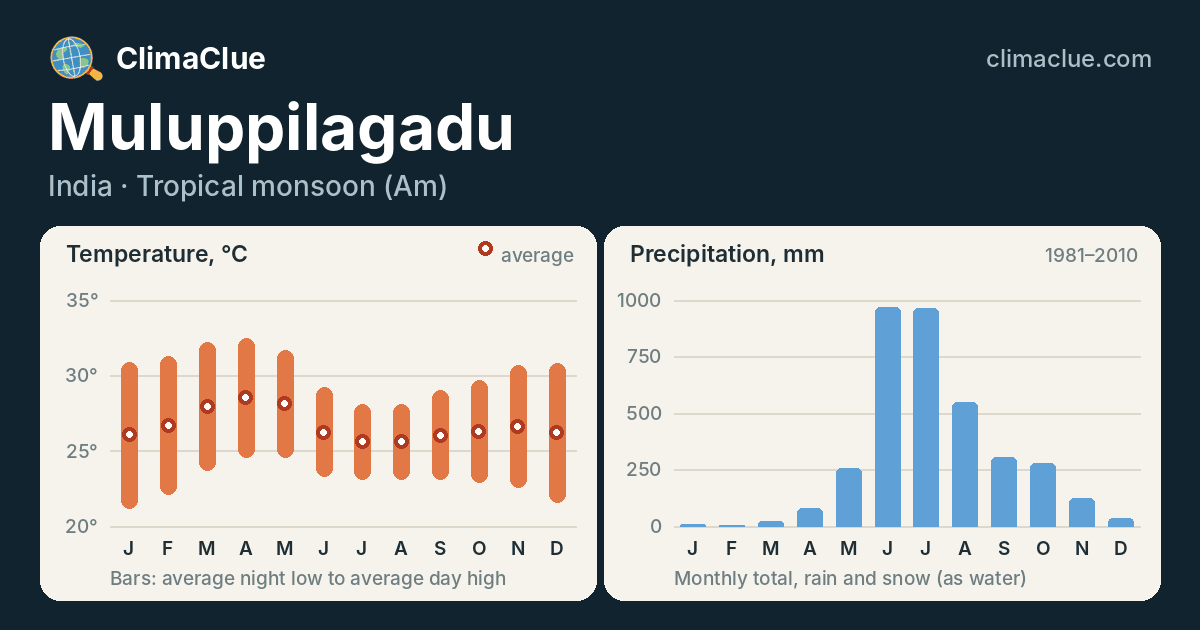 ClimaClue
climaclue.com
Muluppilagadu
India · Tropical monsoon (Am)
Temperature, °C
average
35°
30°
25°
20°
J F M A M J J A S O N D
Bars: average night low to average day high
Precipitation, mm
1981–2010
1000
750
500
250
0
J F M A M J J A S O N D
Monthly total, rain and snow (as water)